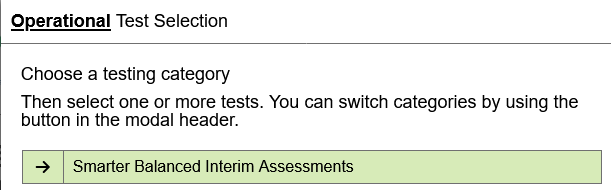 Operational Test Selection
Choose a testing category
Then select one or more tests. You can switch categories by using the
button in the modal header.
Smarter Balanced Interim Assessments